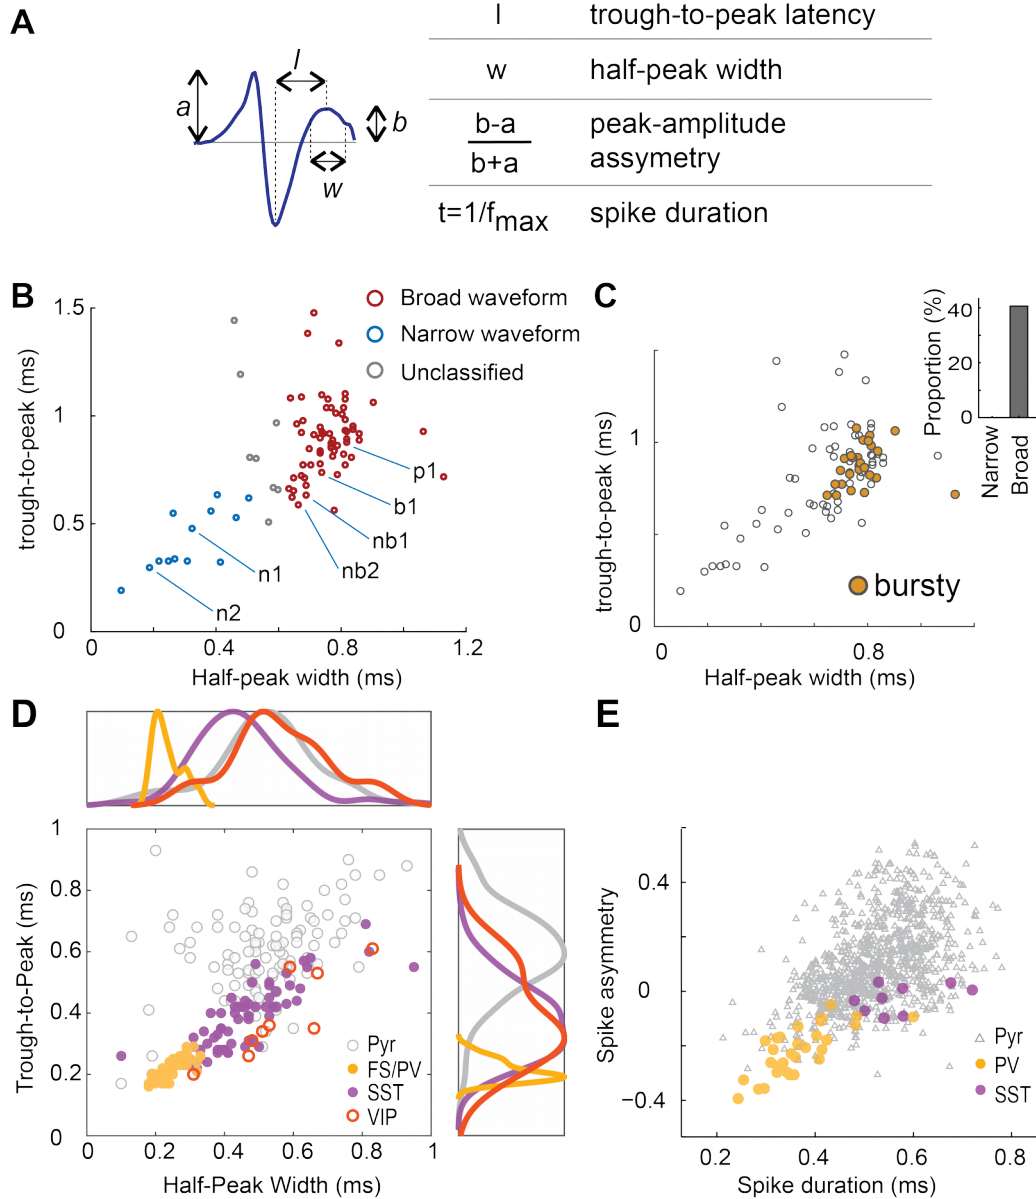 A
l trough-to-peak latency
w half-peak width
b-a
b+a
peak-amplitude
assymetry
t=1/fmax spike duration
a
l
w
b
B
Broad waveform
Narrow waveform
Unclassified
1.5
1
0.5
0
trough-to-peak (ms)
p1
b1
nb1
nb2
n1
n2
0 0.4 0.8 1.2
Half-peak width (ms)
C
Proportion (%)
40
20
0
Narrow
Broad
trough-to-peak (ms)
1
0
bursty
0 0.8
Half-peak width (ms)
D
Trough-to-Peak (ms)
1
0.8
0.6
0.4
0.2
0
Pyr
FS/PV
SST
VIP
0 0.2 0.4 0.6 0.8 1
Half-Peak Width (ms)
E
Spike asymmetry
0.4
0
−0.4
Pyr
PV
SST
0.2 0.4 0.6 0.8
Spike duration (ms)